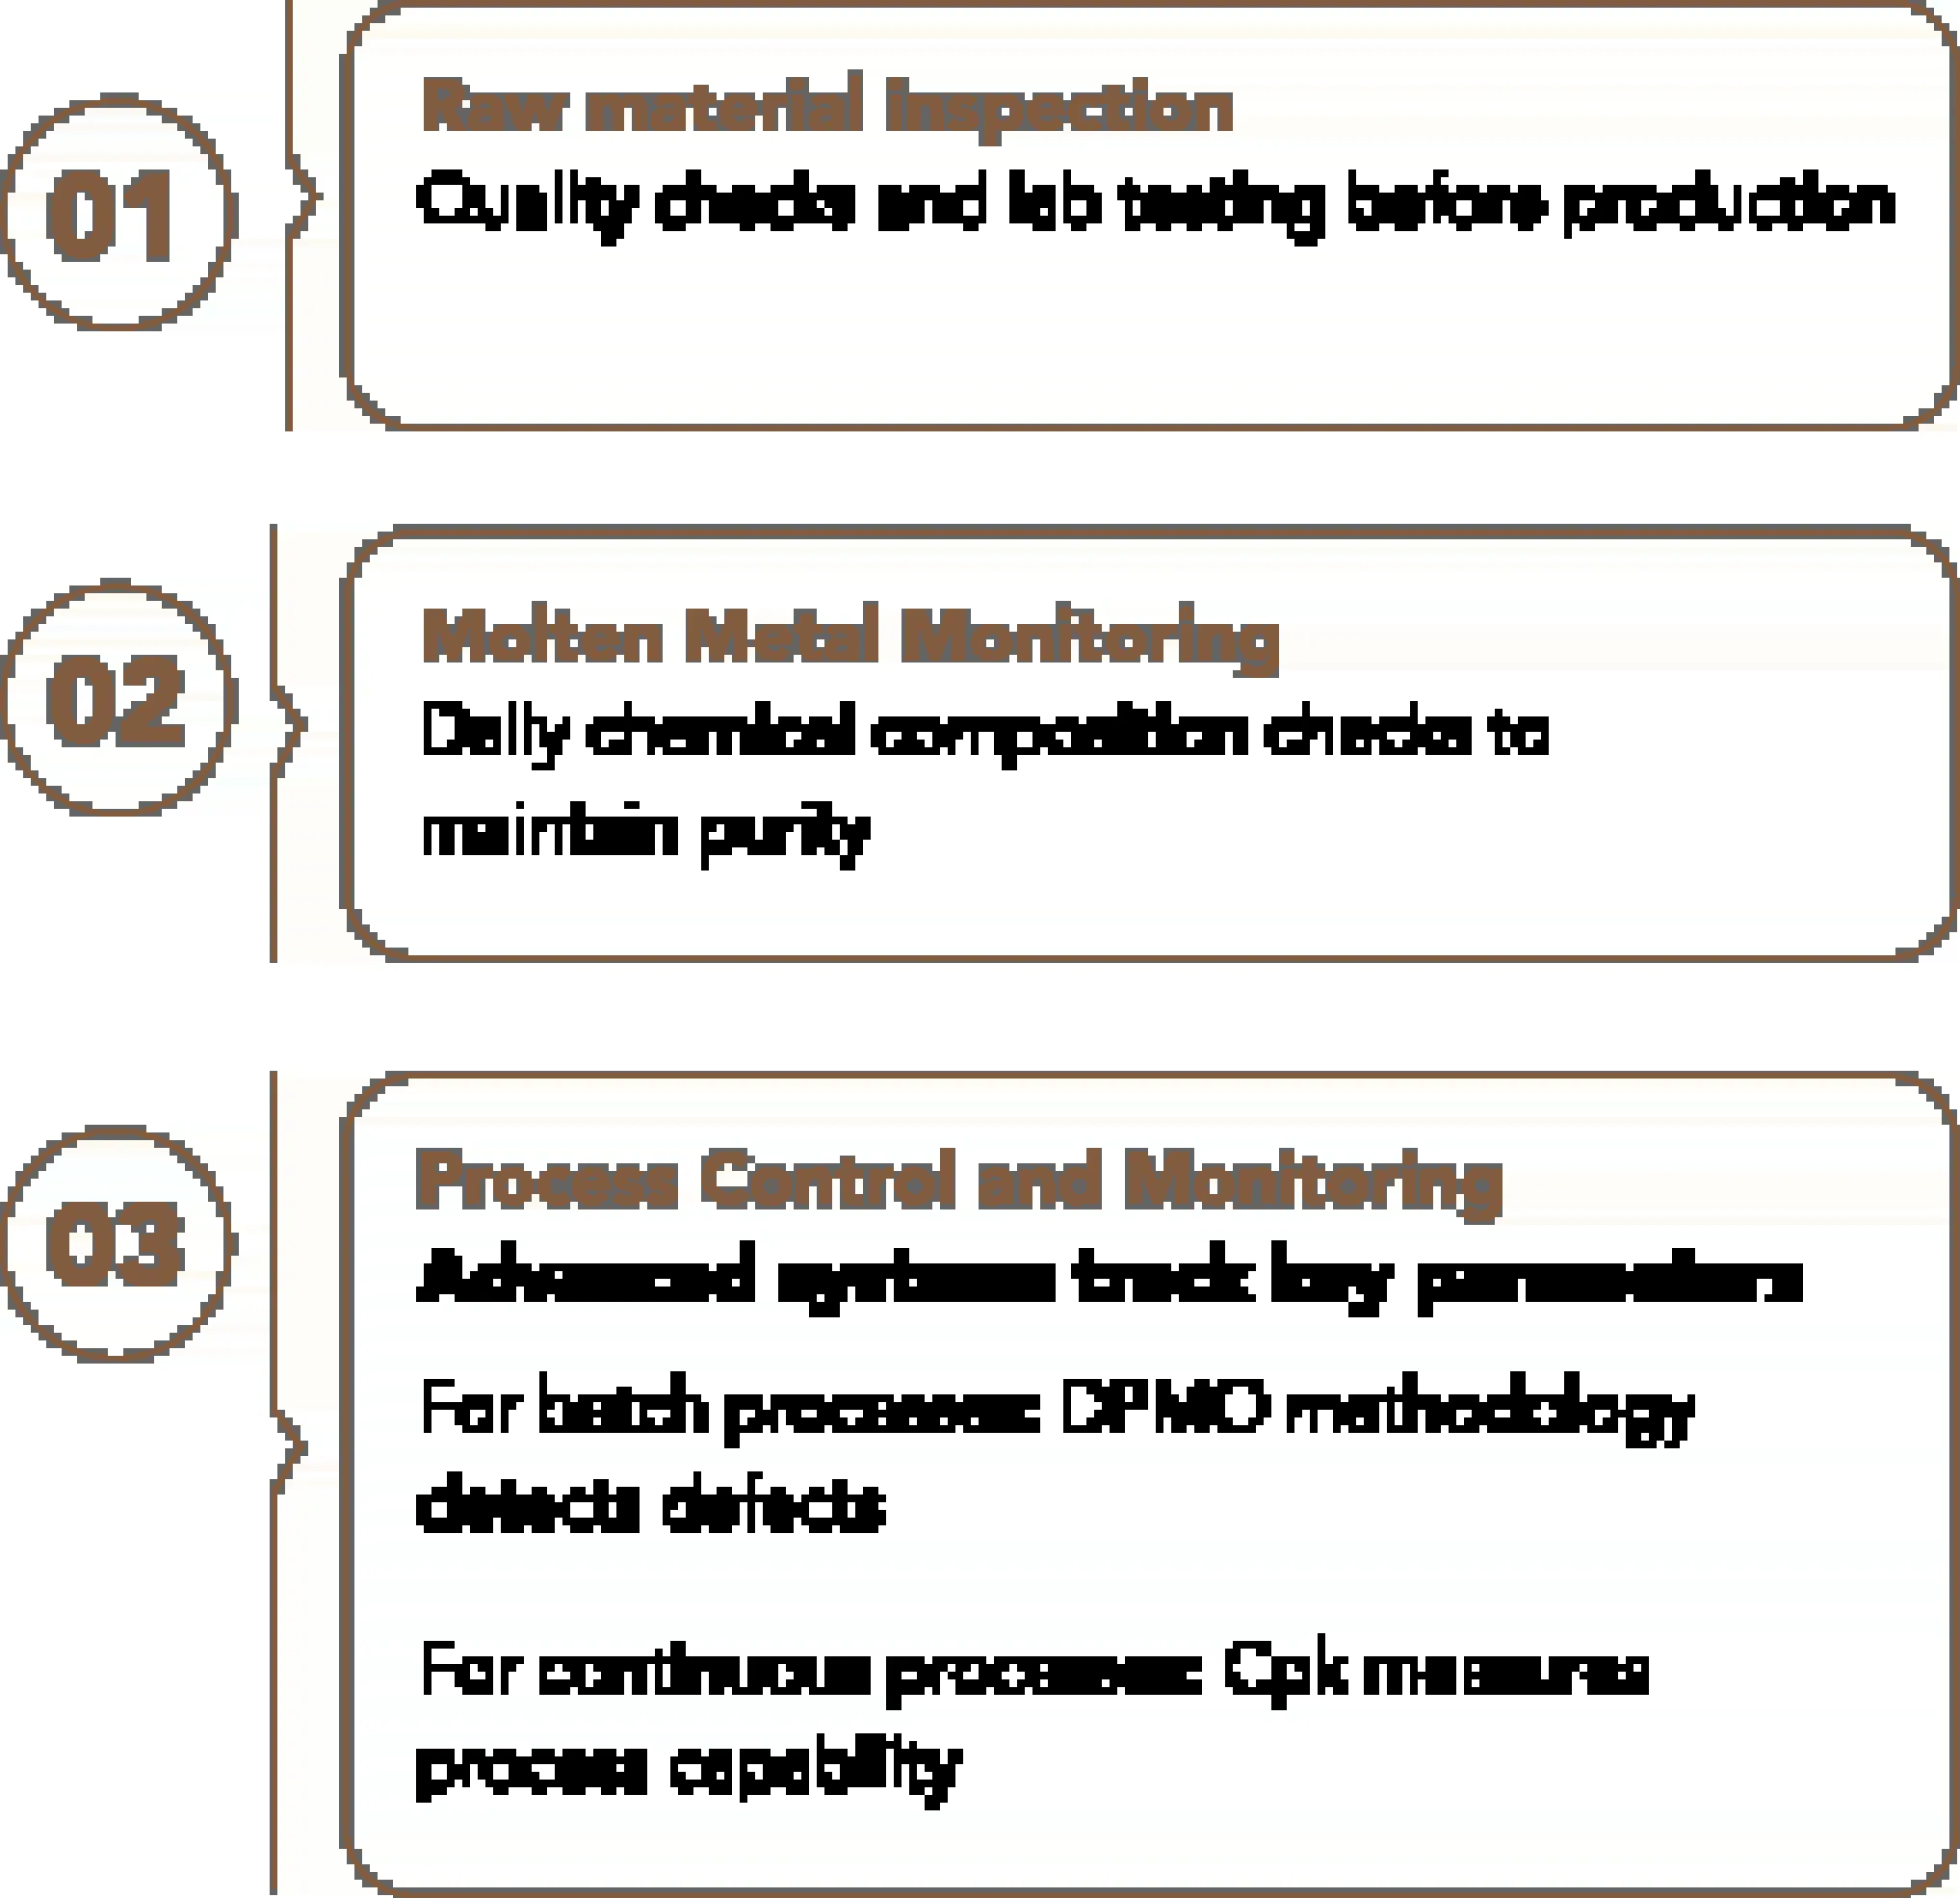 01
Raw material inspection
Quality checks and lab testing before production
02
Molten Metal Monitoring
Daily chemical composition checks to
maintain purity
03
Process Control and Monitoring
Advanced systems track key parameters
For batch processes: DPMO methodology
detects defects
For continuous processes: Cpk measures
process capability